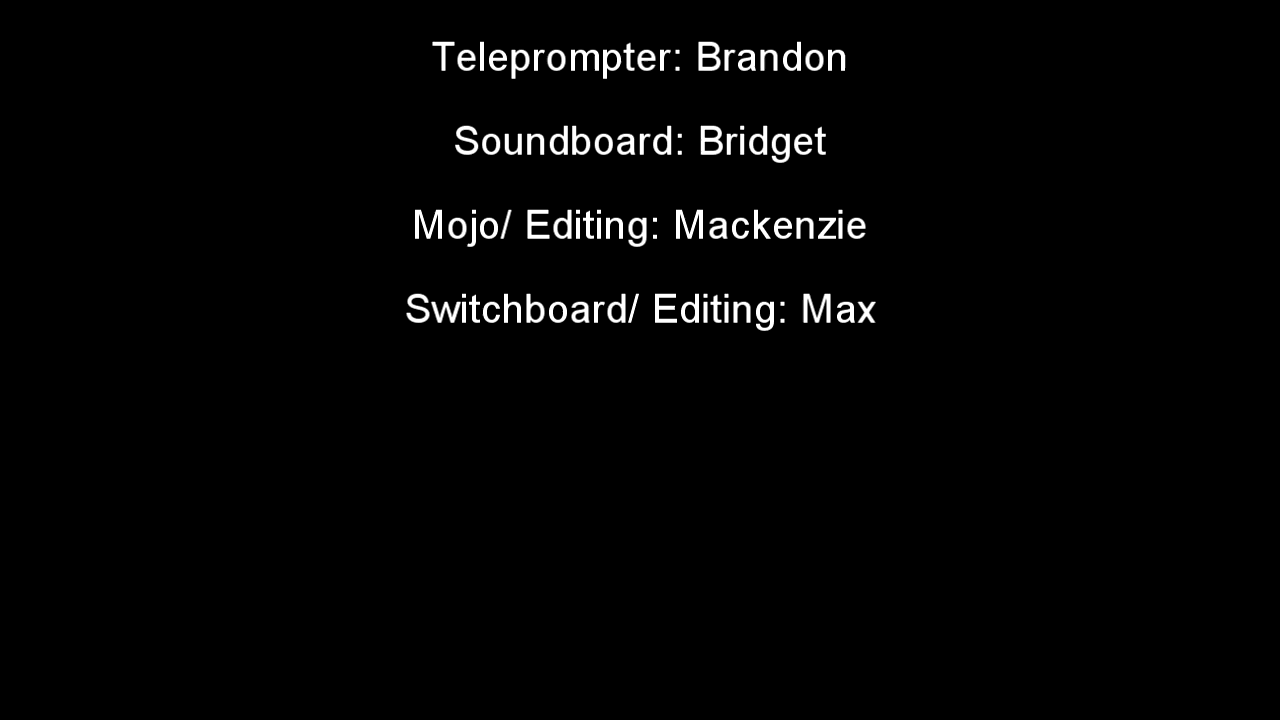 Teleprompter: Brandon
Soundboard: Bridget
Mojo/ Editing: Mackenzie
Switchboard/ Editing: Max